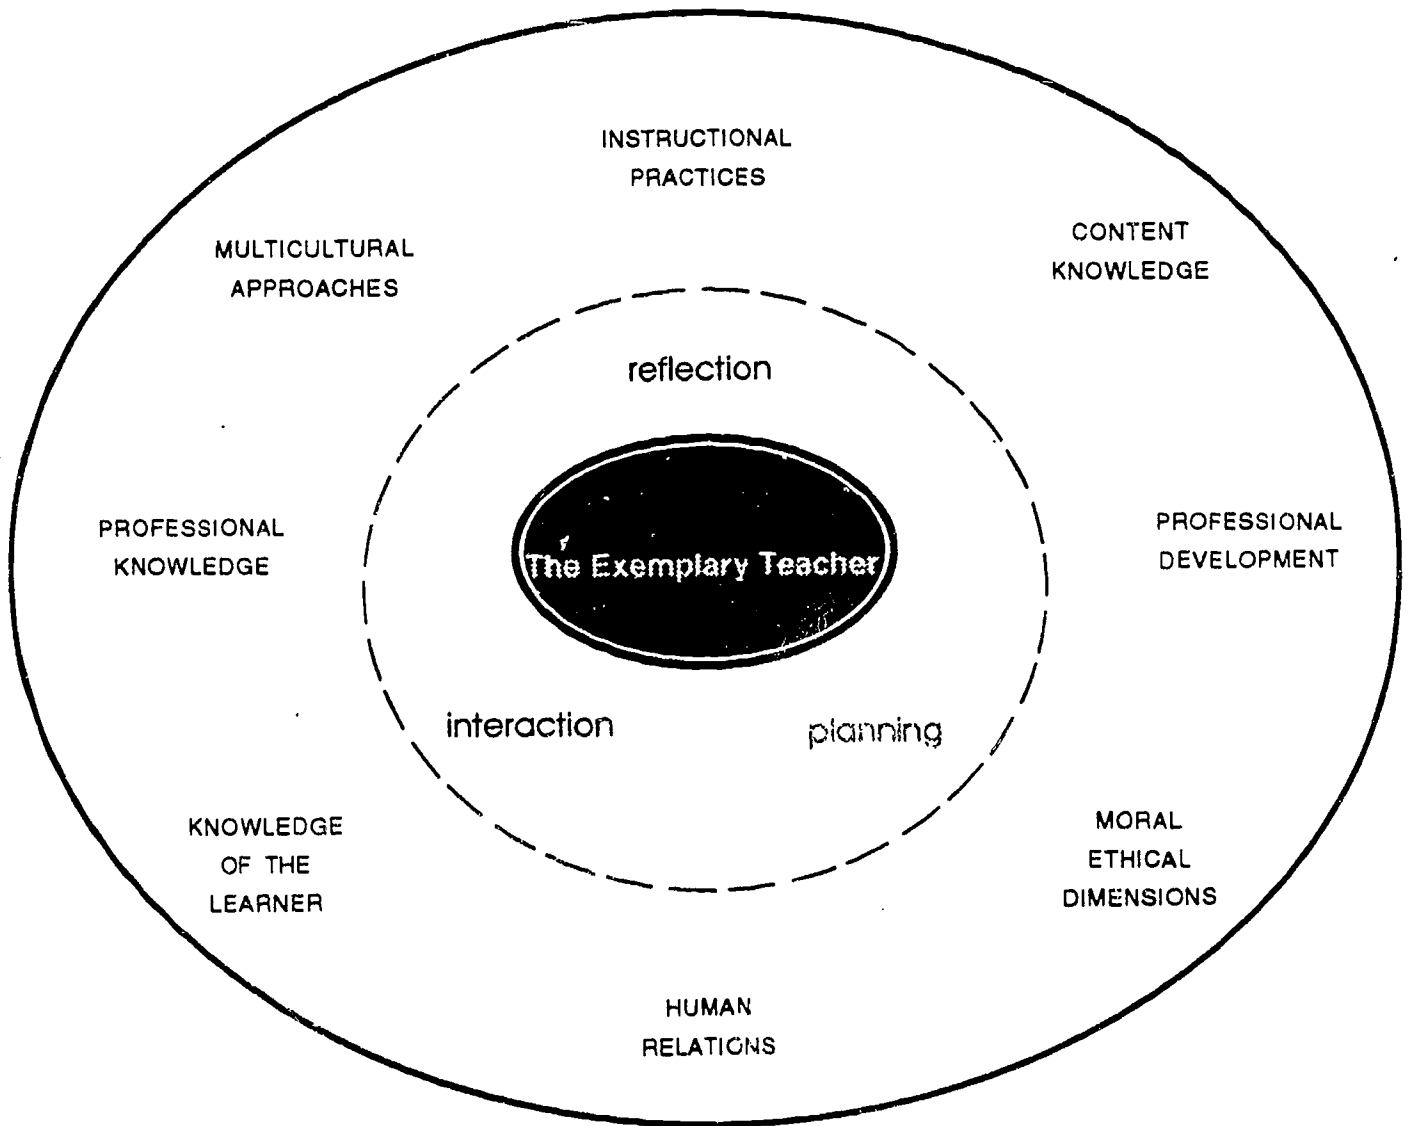 INSTRUCTIONAL
PRACTICES
MULTICULTURAL
APPROACHES
CONTENT
KNOWLEDGE
reflection
PROFESSIONAL
KNOWLEDGE
The Exemplary Teacher
PROFESSIONAL
DEVELOPMENT
interaction
planning
KNOWLEDGE
OF THE
LEARNER
MORAL
ETHICAL
DIMENSIONS
HUMAN
RELATIONS